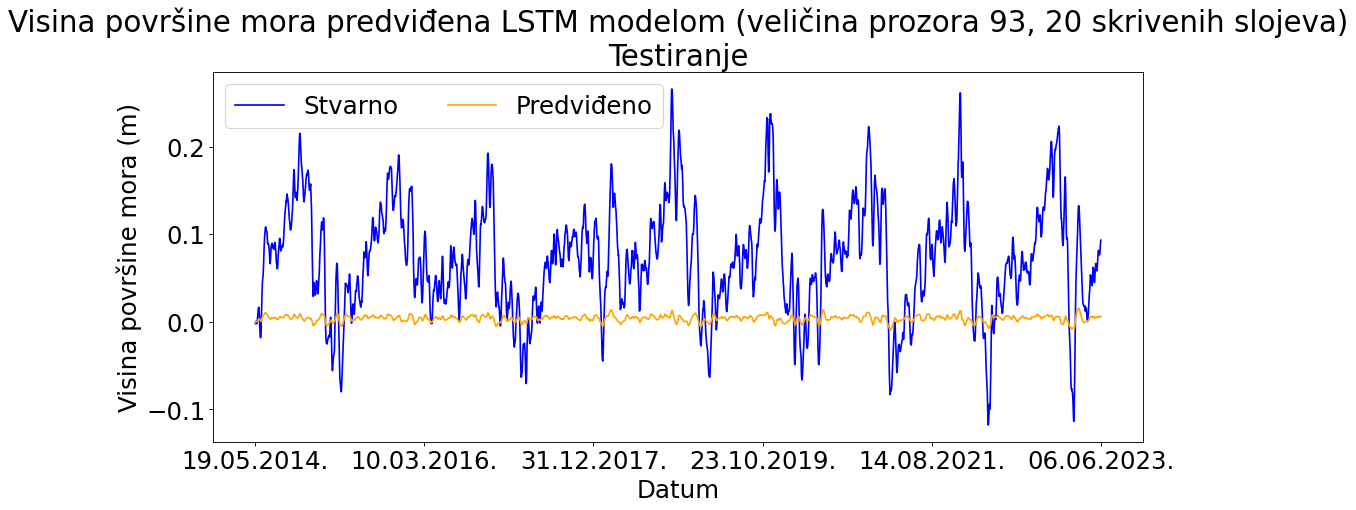 Visina površine mora predviđena LSTM modelom (veličina prozora 93, 20 skrivenih slojeva)
Testiranje
Stvarno
Predviđeno
Visina površine mora (m)
0.2
0.1
0.0
−0.1
19.05.2014.
10.03.2016.
31.12.2017.
23.10.2019.
14.08.2021.
06.06.2023.
Datum